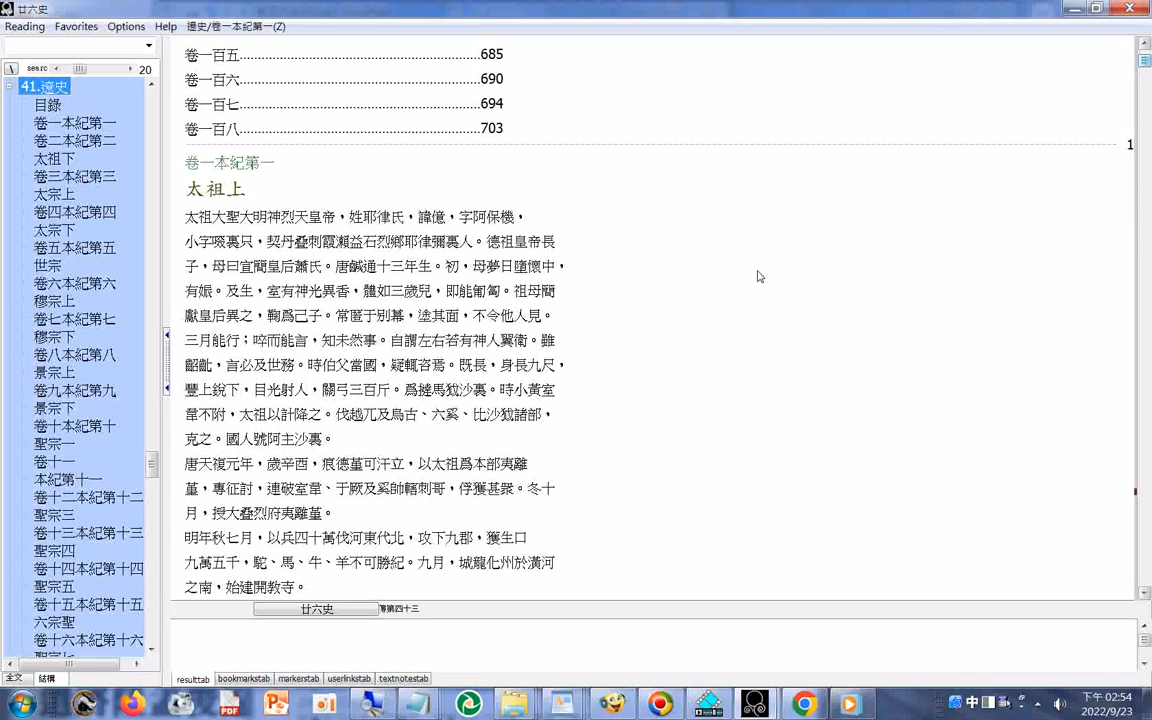 廿六史
Reading Favorites Options Help 遼史/卷一本紀第一(Z)
searc 20
41.遼史
目錄
卷一本紀第一
卷二本紀第二
太祖下
卷三本紀第三
太宗上
卷四本紀第四
太宗下
卷五本紀第五
世宗
卷六本紀第六
穆宗上
卷七本紀第七
穆宗下
卷八本紀第八
景宗上
卷九本紀第九
景宗下
卷十本紀第十
聖宗一
卷十一
本紀第十一
卷十二本紀第十二
聖宗三
卷十三本紀第十三
聖宗四
卷十四本紀第十四
聖宗五
卷十五本紀第十五
六宗聖
卷十六本紀第十六
全文 結構
卷一百五......................................................685
卷一百六......................................................690
卷一百七......................................................694
卷一百八......................................................703
1
卷一本紀第一
太祖上
太祖大聖大明神烈天皇帝，姓耶律氏，諱億，字阿保機，
小字啜裏只，契丹叠刺霞瀨益石烈鄉耶律彌裏人。德祖皇帝長
子，母曰宣簡皇后蕭氏。唐鹹通十三年生。初，母夢日墮懷中，
有娠。及生，室有神光異香，體如三歲兒，即能匍匐。祖母簡
獻皇后異之，鞠爲己子。常匿于別幕，塗其面，不令他人見。
三月能行；晬而能言，知未然事。自謂左右若有神人翼衛。雖
齠齔，言必及世務。時伯父當國，疑輒咨焉。既長，身長九尺，
豐上銳下，目光射人，關弓三百斤。爲撻馬狘沙裏。時小黃室
韋不附，太祖以計降之。伐越兀及烏古、六奚、比沙狘諸部，
克之。國人號阿主沙裏。
唐天複元年，歲辛酉，痕德堇可汗立，以太祖爲本部夷離
堇，專征討，連破室韋、于厥及奚帥轄刺哥，俘獲甚衆。冬十
月，授大叠烈府夷離堇。
明年秋七月，以兵四十萬伐河東代北，攻下九郡，獲生口
九萬五千，駝、馬、牛、羊不可勝紀。九月，城龍化州於潢河
之南，始建開教寺。
廿六史 傳第四十三
resulttab bookmarkstab markerstab userlinkstab textnotestab
中 下午 02:54
2022/9/23